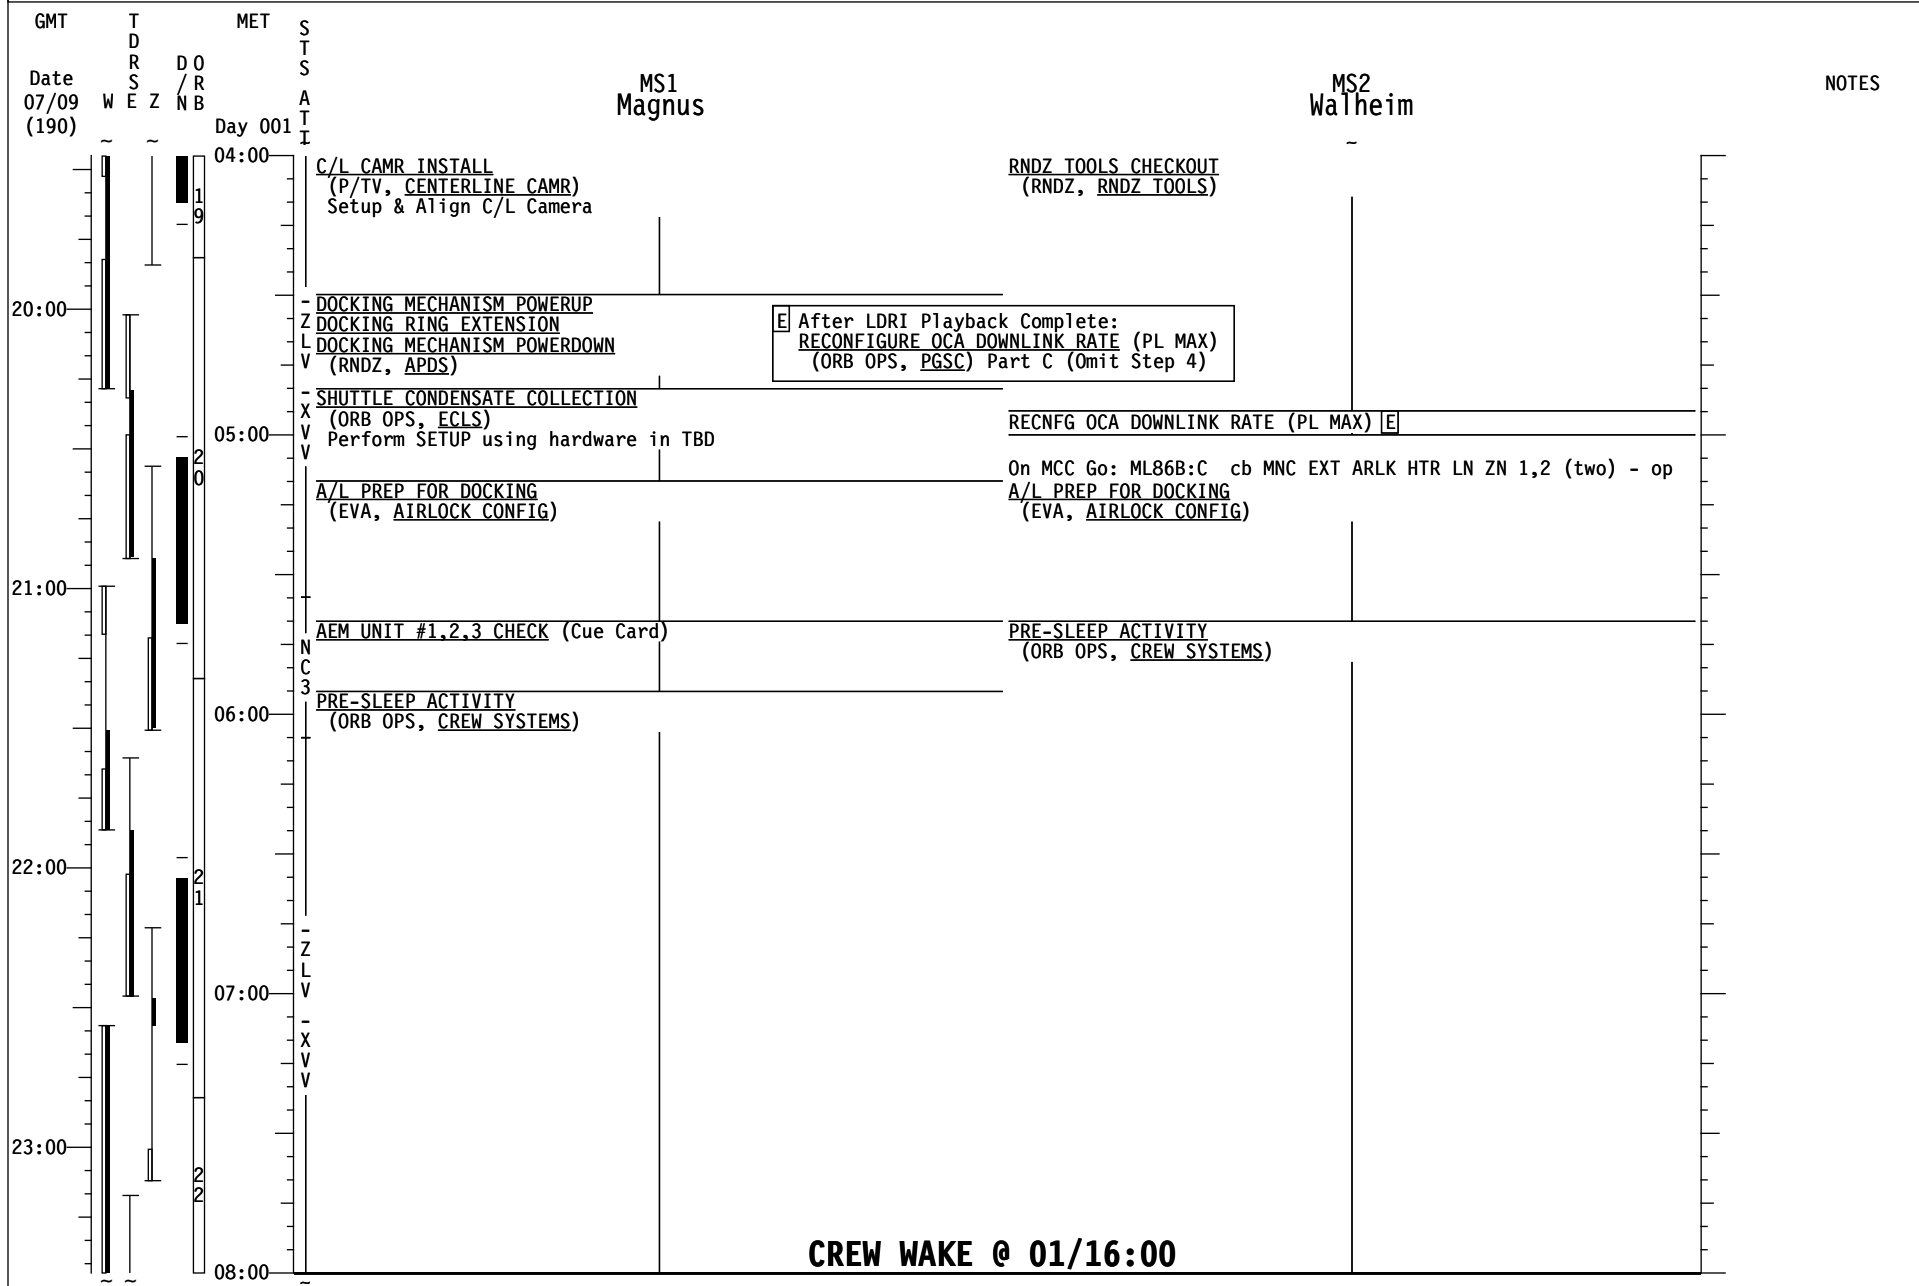 GMT
Date
07/09
(190)
TDRS
W E Z
D/N
ORB
MET
Day 001
STS ATT
MS1
Magnus
MS2
Walheim
NOTES
~ ~ ~
04:00
19
C/L CAMR INSTALL
(P/TV, CENTERLINE CAMR)
Setup & Align C/L Camera
RNDZ TOOLS CHECKOUT
(RNDZ, RNDZ TOOLS)
20:00
-ZLV
DOCKING MECHANISM POWERUP
DOCKING RING EXTENSION
DOCKING MECHANISM POWERDOWN
(RNDZ, APDS)
E After LDRI Playback Complete:
RECONFIGURE OCA DOWNLINK RATE (PL MAX)
(ORB OPS, PGSC) Part C (Omit Step 4)
-XVV
SHUTTLE CONDENSATE COLLECTION
(ORB OPS, ECLS)
Perform SETUP using hardware in TBD
RECNFG OCA DOWNLINK RATE (PL MAX) E
05:00
20
On MCC Go: ML86B:C cb MNC EXT ARLK HTR LN ZN 1,2 (two) - op
A/L PREP FOR DOCKING
(EVA, AIRLOCK CONFIG)
A/L PREP FOR DOCKING
(EVA, AIRLOCK CONFIG)
21:00
NC3
AEM UNIT #1,2,3 CHECK (Cue Card)
PRE-SLEEP ACTIVITY
(ORB OPS, CREW SYSTEMS)
06:00
PRE-SLEEP ACTIVITY
(ORB OPS, CREW SYSTEMS)
22:00
21
-ZLV
07:00
-XVV
23:00
22
CREW WAKE @ 01/16:00
08:00
~ ~ ~